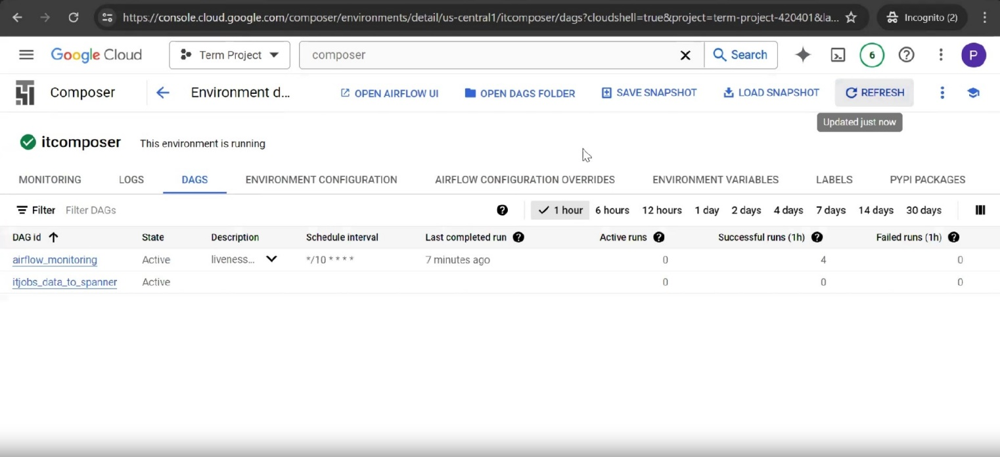 https://console.cloud.google.com/composer/environments/detail/us-central1/itcomposer/dags?cloudshell=true&project=term-project-420401&la... Incognito (2)
Google Cloud Term Project composer Search 6 P
Composer Environment d... OPEN AIRFLOW UI OPEN DAGS FOLDER SAVE SNAPSHOT LOAD SNAPSHOT REFRESH
Updated just now
itcomposer This environment is running
MONITORING LOGS DAGS ENVIRONMENT CONFIGURATION AIRFLOW CONFIGURATION OVERRIDES ENVIRONMENT VARIABLES LABELS PYPI PACKAGES
Filter Filter DAGs 1 hour 6 hours 12 hours 1 day 2 days 4 days 7 days 14 days 30 days
DAG id State Description Schedule interval Last completed run Active runs Successful runs (1h) Failed runs (1h)
airflow_monitoring Active liveness... */10 * * * * 7 minutes ago 0 4 0
itjobs_data_to_spanner Active 0 0 0